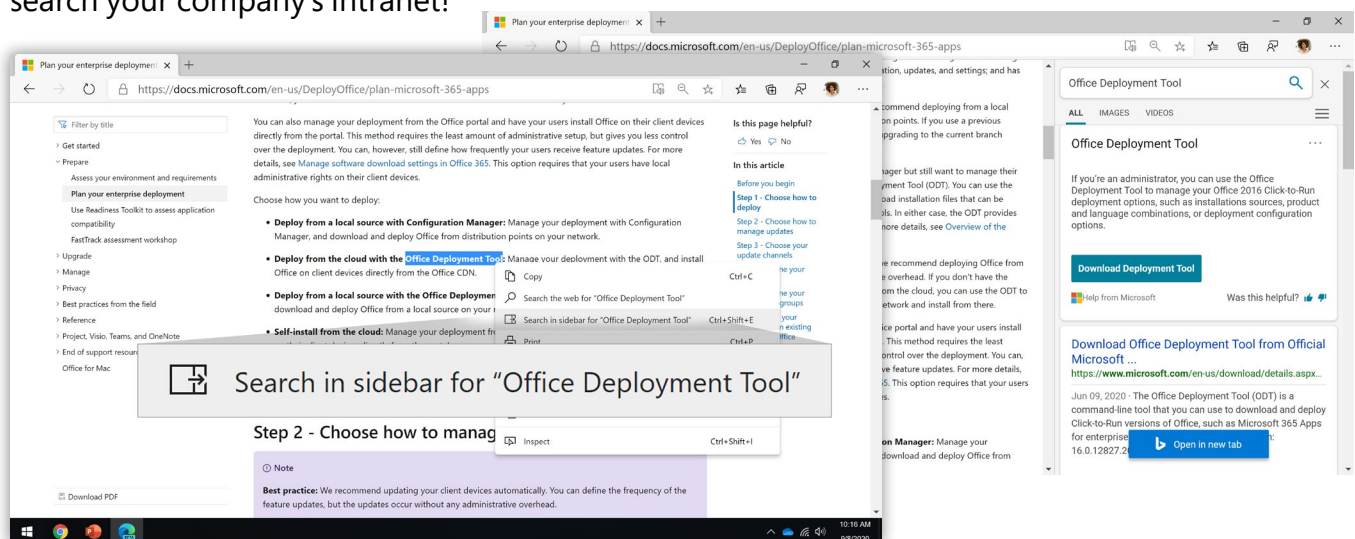 search your company's intranet!
Plan your enterprise deployment
https://docs.microsoft.com/en-us/DeployOffice/plan-microsoft-365-apps
Plan your enterprise deployment
https://docs.microsoft.com/en-us/DeployOffice/plan-microsoft-365-apps
Filter by title
Get started
Prepare
Assess your environment and requirements
Plan your enterprise deployment
Use Readiness Toolkit to assess application
compatibility
FastTrack assessment workshop
Upgrade
Manage
Privacy
Best practices from the field
Reference
Project, Visio, Teams, and OneNote
End of support resour
Office for Mac
Download PDF
You can also manage your deployment from the Office portal and have your users install Office on their client devices
directly from the portal. This method requires the least amount of administrative setup, but gives you less control
over the deployment. You can, however, still define how frequently your users receive feature updates. For more
details, see Manage software download settings in Office 365. This option requires that your users have local
administrative rights on their client devices.
Choose how you want to deploy:
• Deploy from a local source with Configuration Manager: Manage your deployment with Configuration
Manager, and download and deploy Office from distribution points on your network.
• Deploy from the cloud with the Office Deployment Tool: Manage your deployment with the ODT, and install
Office on client devices directly from the Office CDN.
• Deploy from a local source with the Office Deploymen
download and deploy Office from a local source on your
• Self-install from the cloud: Manage your deployment fr
Copy Ctrl+C
Search the web for "Office Deployment Tool"
Search in sidebar for "Office Deployment Tool" Ctrl+Shift+E
Print Ctrl+P
Search in sidebar for "Office Deployment Tool"
Inspect Ctrl+Shift+I
Step 2 - Choose how to manag
Note
Best practice: We recommend updating your client devices automatically. You can define the frequency of the
feature updates, but the updates occur without any administrative overhead.
Is this page helpful?
Yes No
In this article
Before you begin
Step 1 - Choose how to
deploy
Step 2 - Choose how to
manage updates
Step 3 - Choose your
update channels
ne your
ne your
groups
your
n existing
ffice
10:16 AM
9/8/2020
ation, updates, and settings; and has
commend deploying from a local
on points. If you use a previous
pgrading to the current branch
nager but still want to manage their
yment Tool (ODT). You can use the
oad installation files that can be
ols. In either case, the ODT provides
more details, see Overview of the
e recommend deploying Office from
e overhead. If you don't have the
om the cloud, you can use the ODT to
etwork and install from there.
ice portal and have your users install
. This method requires the least
ontrol over the deployment. You can,
ve feature updates. For more details,
5. This option requires that your users
es.
on Manager: Manage your
download and deploy Office from
Office Deployment Tool
ALL IMAGES VIDEOS
Office Deployment Tool
If you're an administrator, you can use the Office
Deployment Tool to manage your Office 2016 Click-to-Run
deployment options, such as installations sources, product
and language combinations, or deployment configuration
options.
Download Deployment Tool
Help from Microsoft Was this helpful?
Download Office Deployment Tool from Official
Microsoft ...
https://www.microsoft.com/en-us/download/details.aspx...
Jun 09, 2020 · The Office Deployment Tool (ODT) is a
command-line tool that you can use to download and deploy
Click-to-Run versions of Office, such as Microsoft 365 Apps
for enterprise
16.0.12827.2
Open in new tab